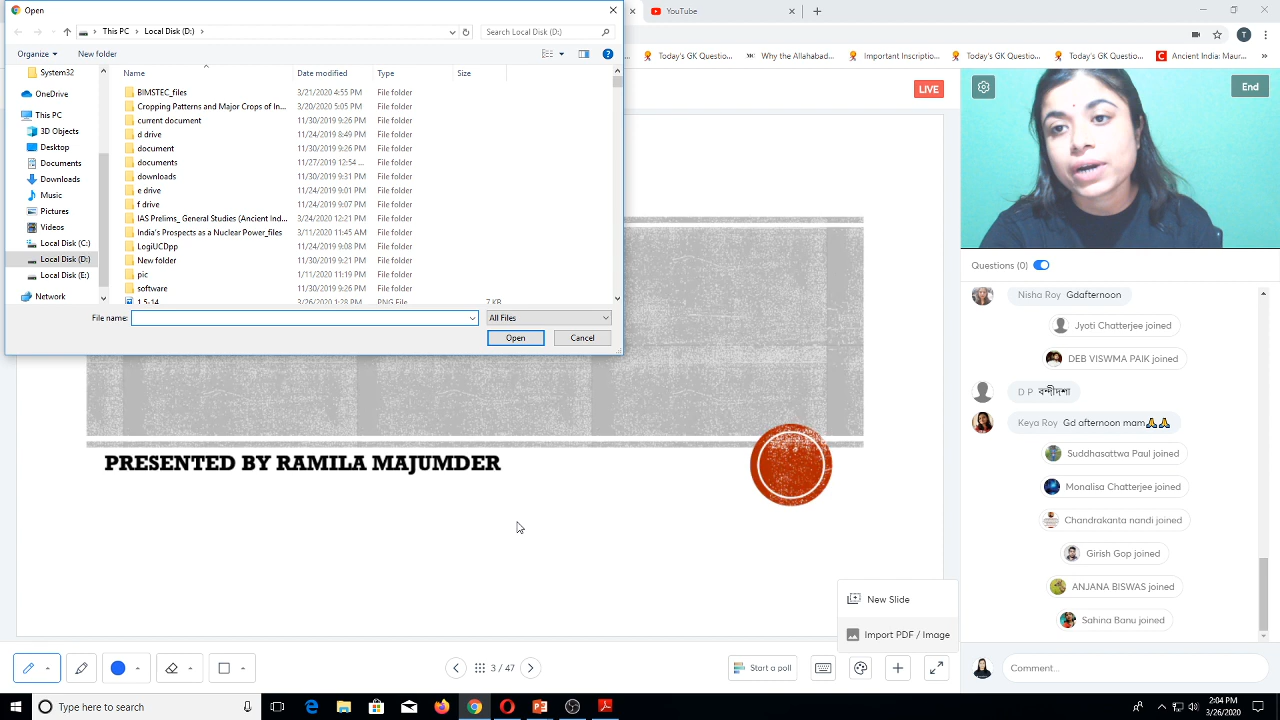 Open
YouTube
This PC
Local Disk (D:)
Search Local Disk (D:)
Organize
New folder
Today's GK Questio...
Why the Allahabad...
Important Inscriptio...
Today's GK Questio...
Today's GK Questio...
Ancient India: Maur...
Name
Date modified
Type
Size
System32
OneDrive
This PC
3D Objects
Desktop
Documents
Downloads
Music
Pictures
Videos
Local Disk (C:)
Local Disk (D:)
Local Disk (E:)
Network
BIMSTEC_files 3/21/2020 4:55 PM File folder
Cropping Patterns and Major Crops of In... 3/20/2020 5:05 PM File folder
current document 11/30/2019 9:26 PM File folder
d drive 11/24/2019 8:49 PM File folder
document 11/30/2019 9:26 PM File folder
documents 11/27/2019 12:54 ... File folder
downloads 11/30/2019 9:31 PM File folder
e drive 11/24/2019 9:01 PM File folder
f drive 11/24/2019 9:07 PM File folder
IAS Prelims_ General Studies (Ancient Ind... 3/24/2020 12:21 PM File folder
India's Prospects as a Nuclear Power_files 3/11/2020 11:45 AM File folder
LogiUCDpp 11/24/2019 9:08 PM File folder
New folder 11/30/2019 9:21 PM File folder
pic 1/11/2020 11:19 PM File folder
software 11/30/2019 9:26 PM File folder
3/26/2020 1:28 PM PNG File 7 KB
File name:
All Files
Open
Cancel
LIVE
End
T
PRESENTED BY RAMILA MAJUMDER
New Slide
Import PDF / Image
3 / 47
Start a poll
Questions (0)
Nisha Roy Gdafternoon
Jyoti Chatterjee joined
DEB VISWMA PAIK joined
D P বন্দীদশা
Keya Roy Gd afternoon mam🙏🙏
Suddhasattwa Paul joined
Monalisa Chatterjee joined
Chandrakanta nandi joined
Girish Gop joined
ANJANA BISWAS joined
Sahina Banu joined
Comment...
Type here to search
2:04 PM
3/26/2020